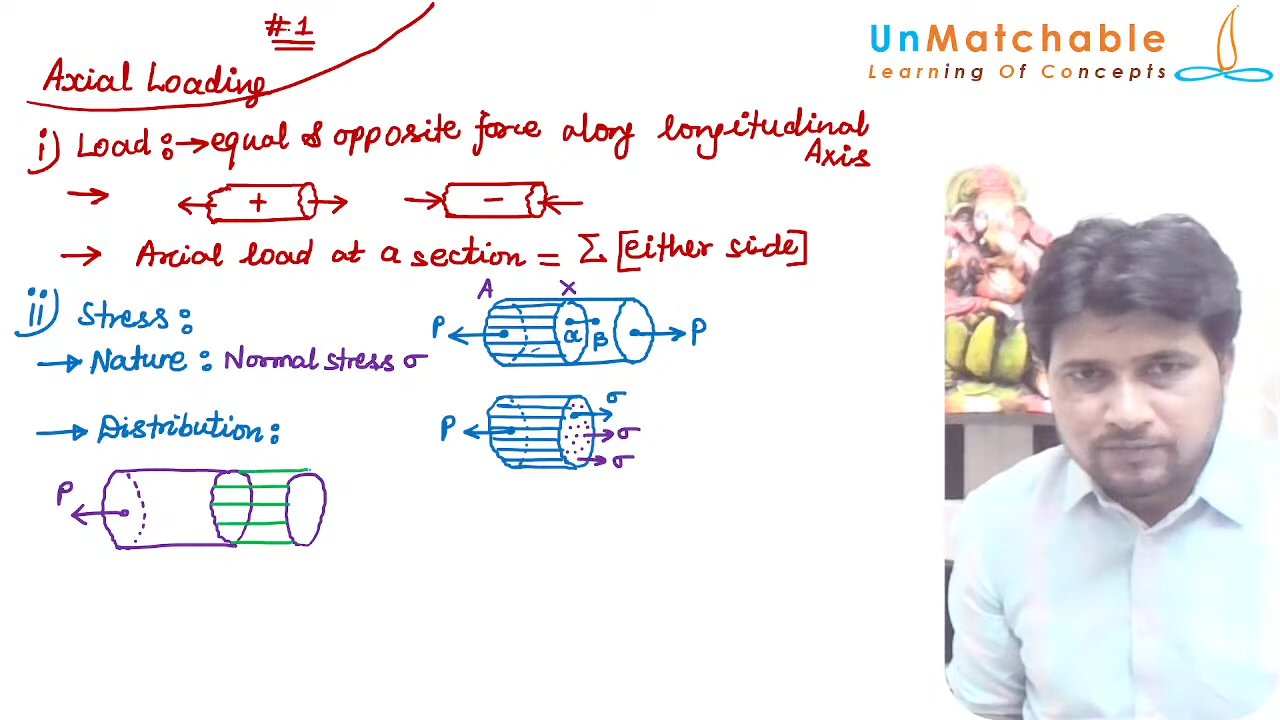 #1
UnMatchable
Learning Of Concepts
Axial Loading
i) Load :→ equal & opposite force along longitudinal
Axis
→ + −
→ Axial load at a section = Σ [either side]
ii) Stress :
A X
P α β P
→ Nature : Normal stress σ
→ Distribution :
σ
P σ
σ
P